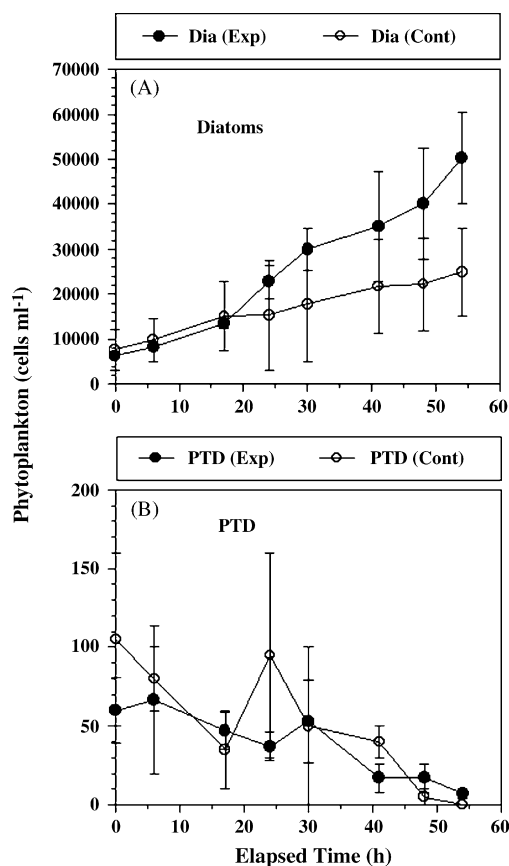 Dia (Exp) Dia (Cont)
70000
(A)
60000
Diatoms
50000
40000
30000
20000
10000
0
0 10 20 30 40 50 60
Phytoplankton (cells ml-1)
PTD (Exp) PTD (Cont)
200
(B)
PTD
150
100
50
0
0 10 20 30 40 50 60
Elapsed Time (h)